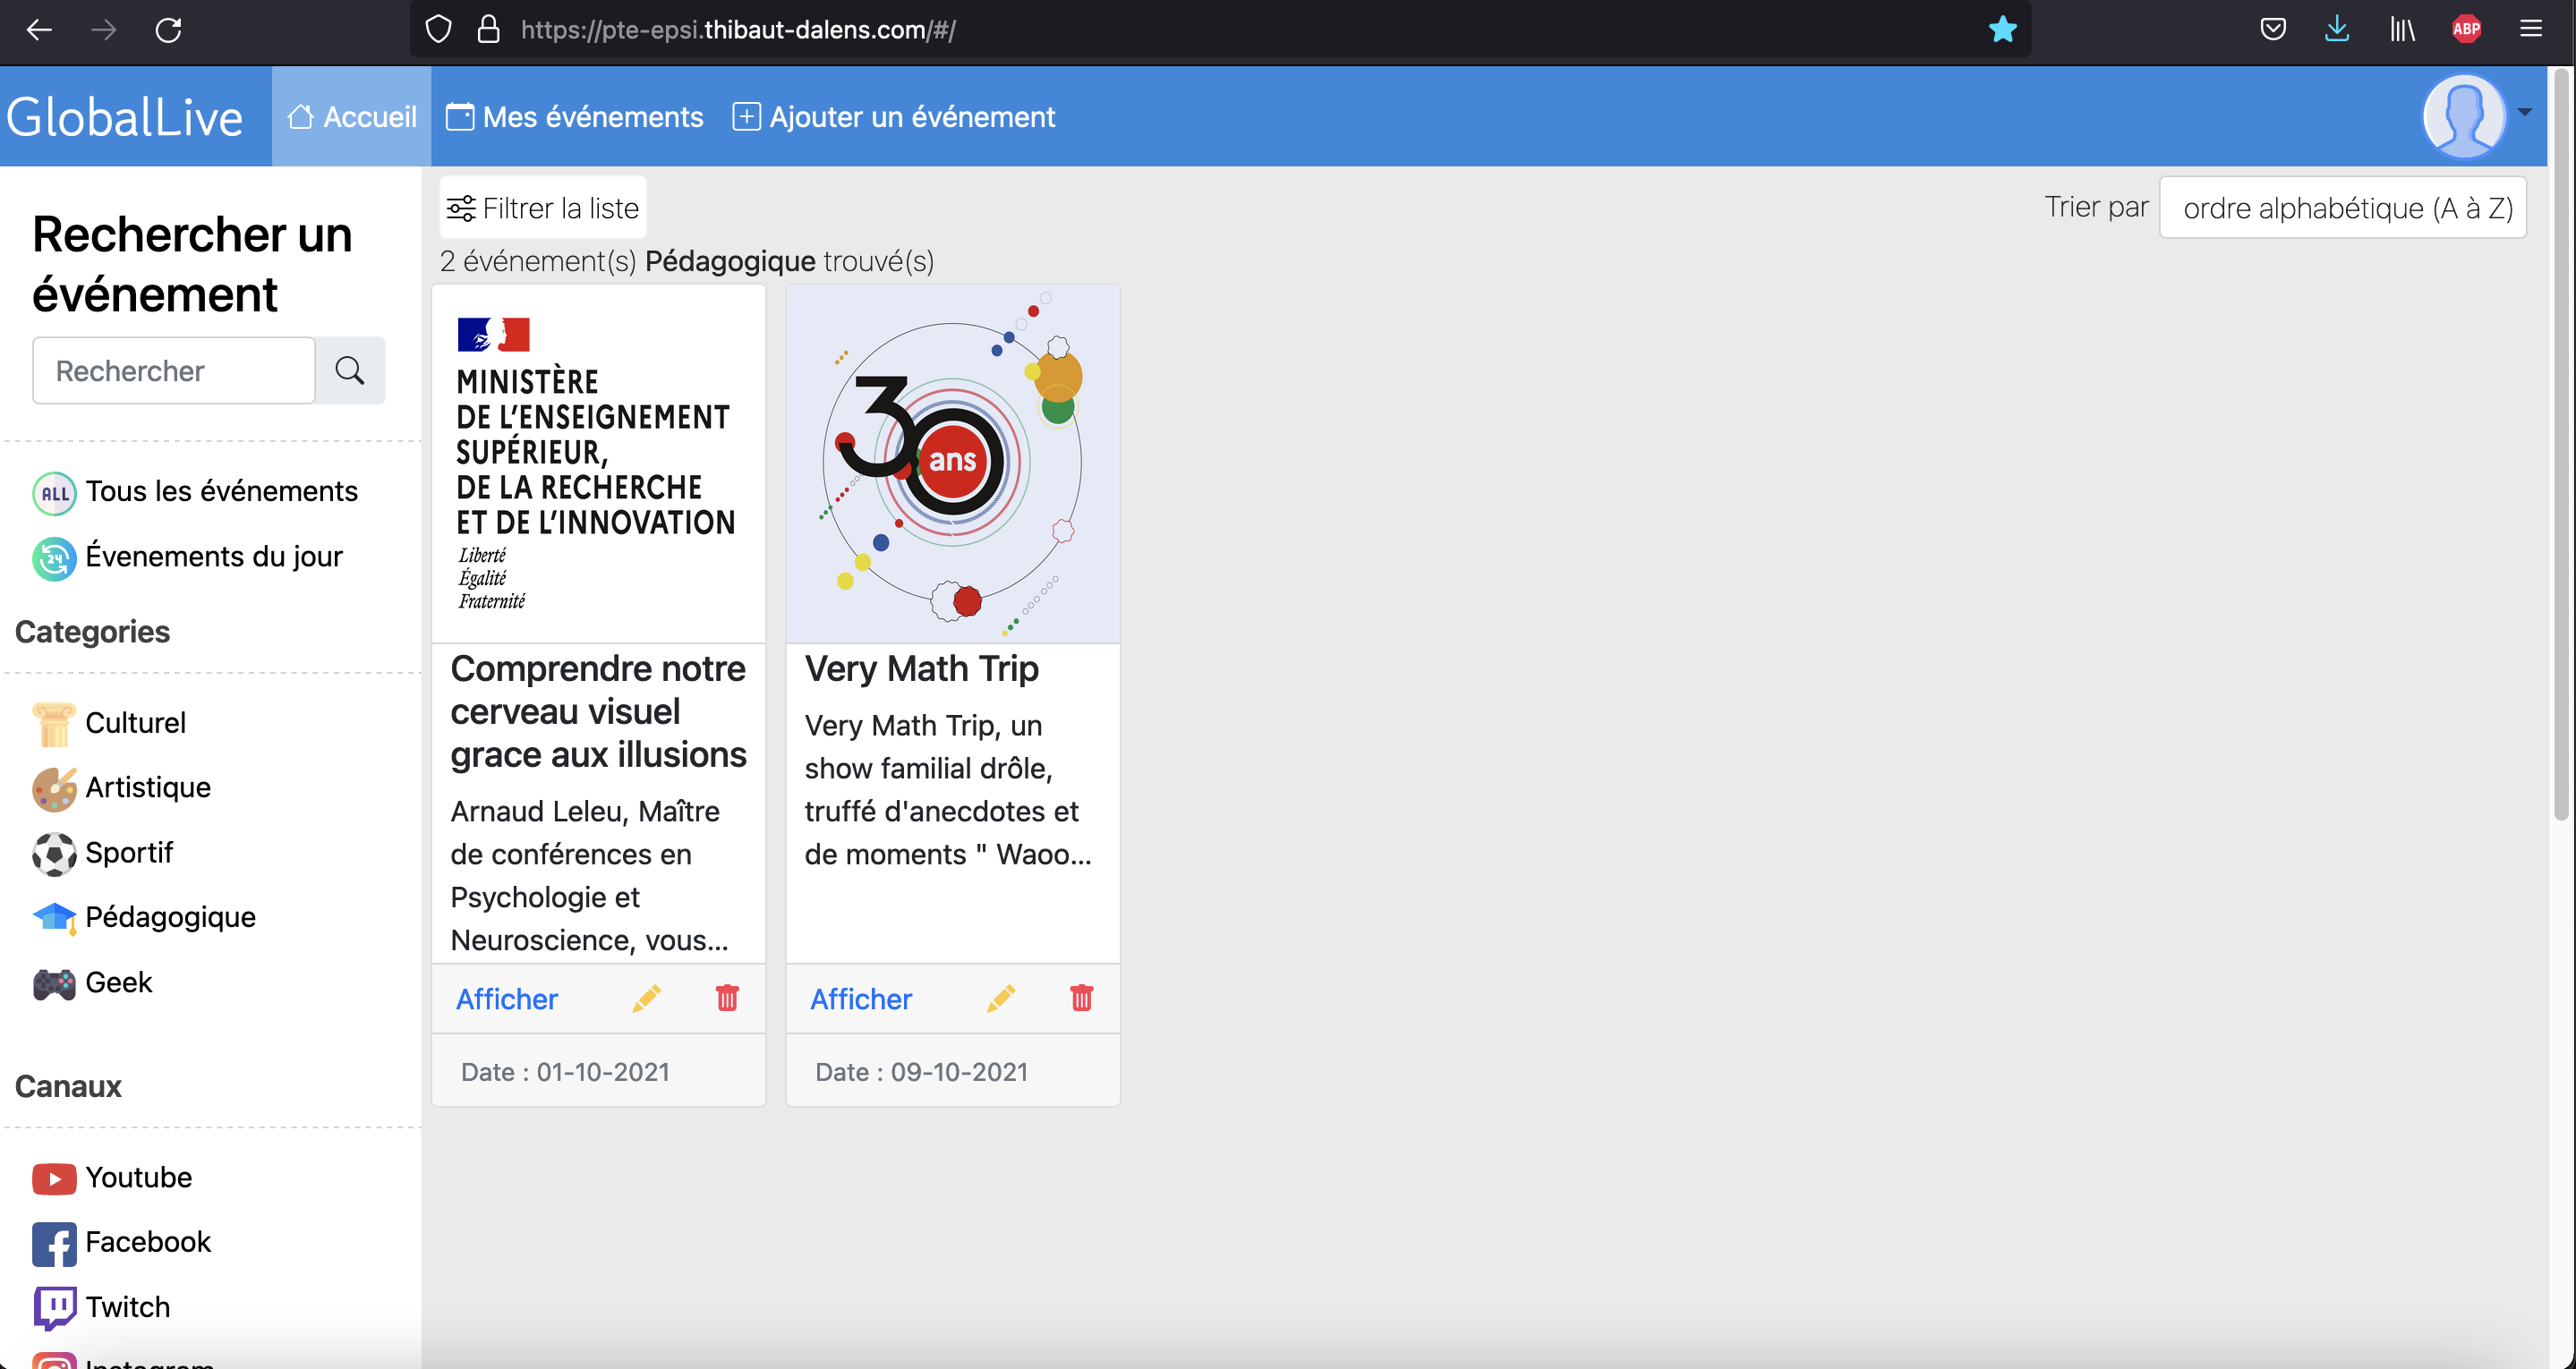 https://pte-epsi.thibaut-dalens.com/#/
ABP
GlobalLive
Accueil
Mes événements
Ajouter un événement
Rechercher un
événement
Rechercher
ALL Tous les événements
24 Évenements du jour
Categories
Culturel
Artistique
Sportif
Pédagogique
Geek
Canaux
Youtube
Facebook
Twitch
Instagram
Filtrer la liste
Trier par ordre alphabétique (A à Z)
2 événement(s) Pédagogique trouvé(s)
MINISTÈRE
DE L'ENSEIGNEMENT
SUPÉRIEUR,
DE LA RECHERCHE
ET DE L'INNOVATION
Liberté
Égalité
Fraternité
Comprendre notre
cerveau visuel
grace aux illusions
Arnaud Leleu, Maître
de conférences en
Psychologie et
Neuroscience, vous...
Afficher
Date : 01-10-2021
30
ans
Very Math Trip
Very Math Trip, un
show familial drôle,
truffé d'anecdotes et
de moments " Waoo...
Afficher
Date : 09-10-2021